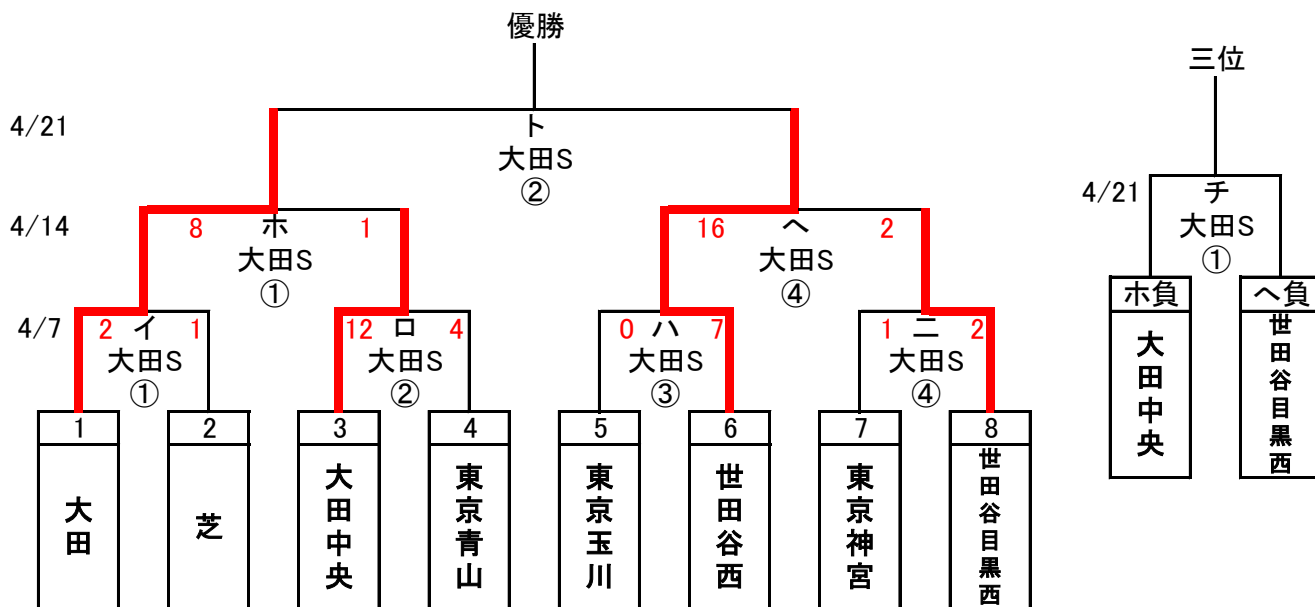 優勝
三位
4/21
ト
大田S
②
4/21
チ
大田S
①
4/14
8 ホ 1
大田S
①
16 ヘ 2
大田S
④
ホ負
ヘ負
大田中央
世田谷目黒西
4/7
2 イ 1
大田S
①
12 ロ 4
大田S
②
0 ハ 7
大田S
③
1 ニ 2
大田S
④
1
2
3
4
5
6
7
8
大田
芝
大田中央
東京青山
東京玉川
世田谷西
東京神宮
世田谷目黒西